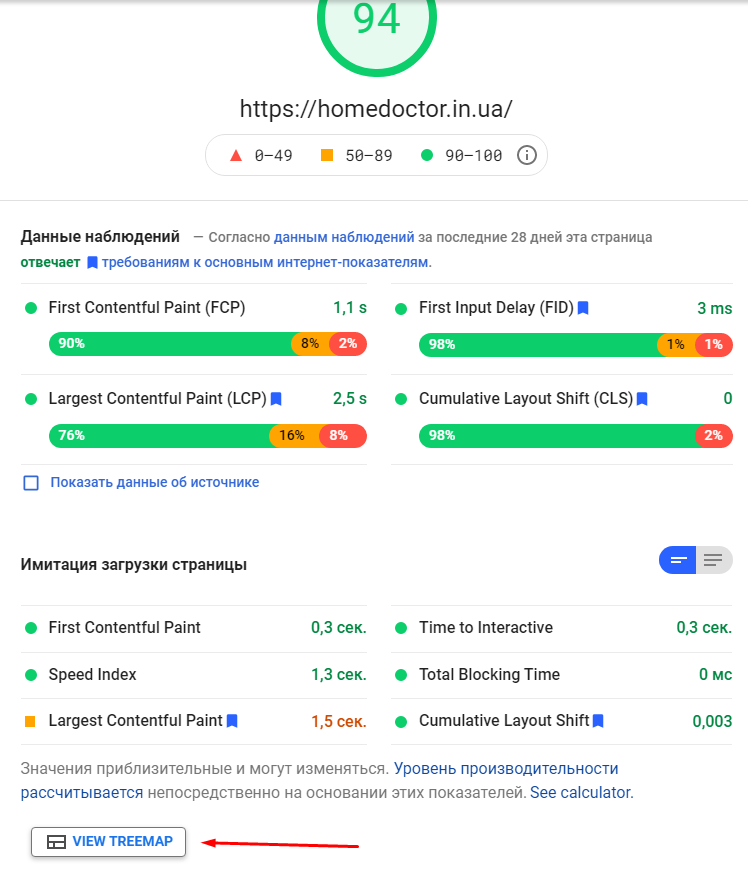 94
https://homedoctor.in.ua/
0–49 50–89 90–100
Данные наблюдений — Согласно данным наблюдений за последние 28 дней эта страница
отвечает требованиям к основным интернет-показателям.
First Contentful Paint (FCP) 1,1 s
90% 8% 2%
First Input Delay (FID) 3 ms
98% 1% 1%
Largest Contentful Paint (LCP) 2,5 s
76% 16% 8%
Cumulative Layout Shift (CLS) 0
98% 2%
Показать данные об источнике
Имитация загрузки страницы
First Contentful Paint 0,3 сек.
Time to Interactive 0,3 сек.
Speed Index 1,3 сек.
Total Blocking Time 0 мс
Largest Contentful Paint 1,5 сек.
Cumulative Layout Shift 0,003
Значения приблизительные и могут изменяться. Уровень производительности
рассчитывается непосредственно на основании этих показателей. See calculator.
VIEW TREEMAP